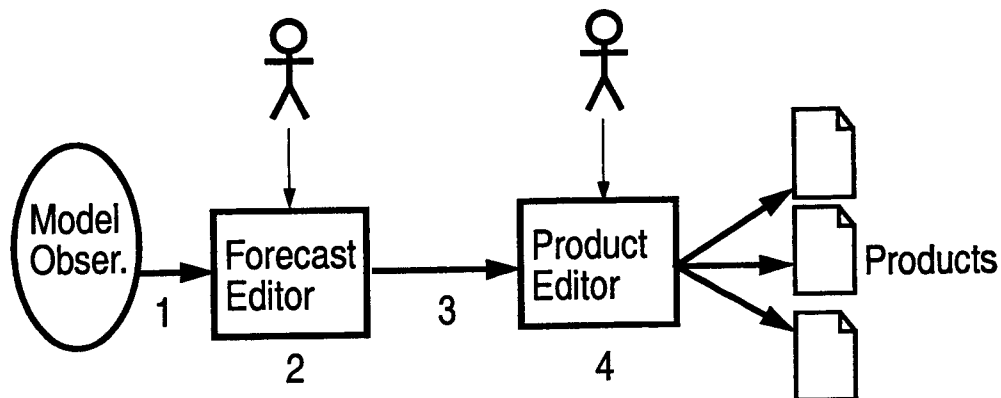 Model
Obser.
1
Forecast
Editor
2
3
Product
Editor
4
Products